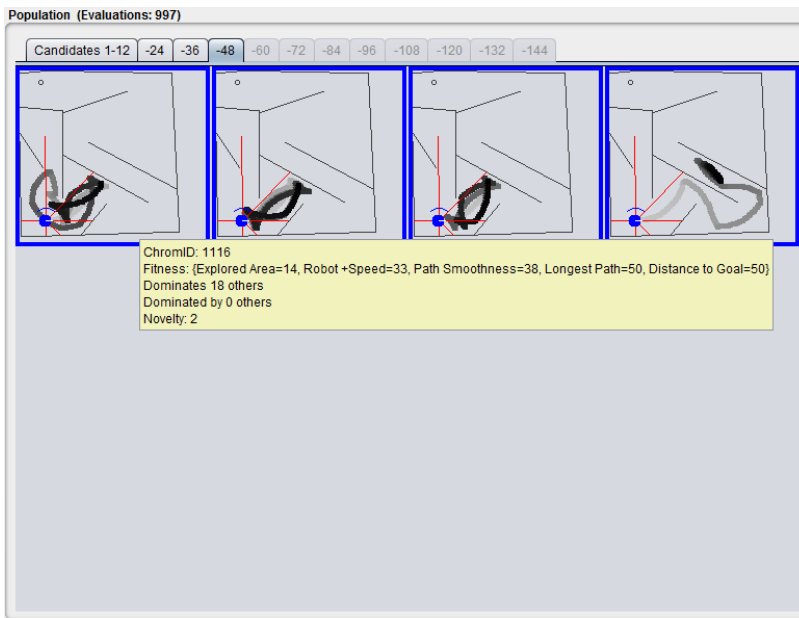 Population (Evaluations: 997)
Candidates 1-12 -24 -36 -48 -60 -72 -84 -96 -108 -120 -132 -144
ChromID: 1116
Fitness: {Explored Area=14, Robot +Speed=33, Path Smoothness=38, Longest Path=50, Distance to Goal=50}
Dominates 18 others
Dominated by 0 others
Novelty: 2